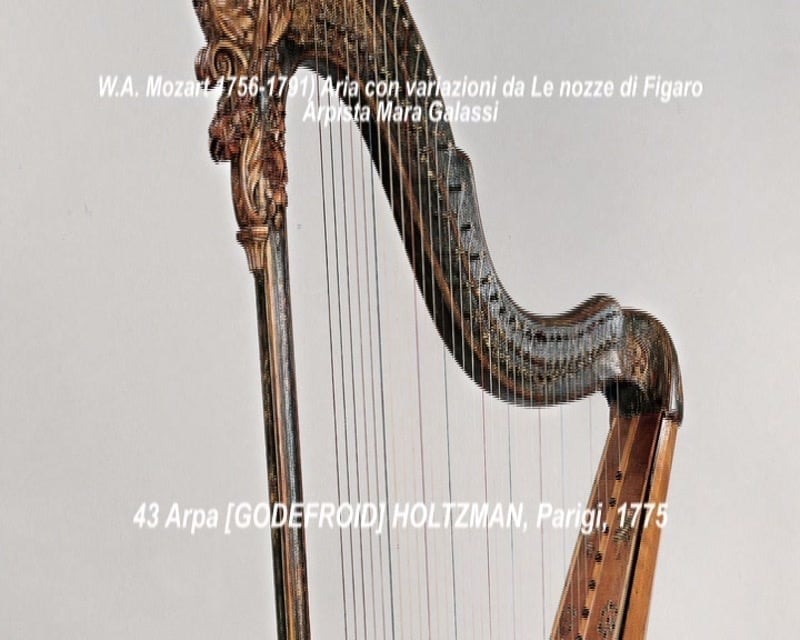 W.A. Mozart 1756-1791) Aria con variazioni da Le nozze di Figaro
Arpista Mara Galassi
43 Arpa [GODEFROID] HOLTZMAN, Parigi, 1775